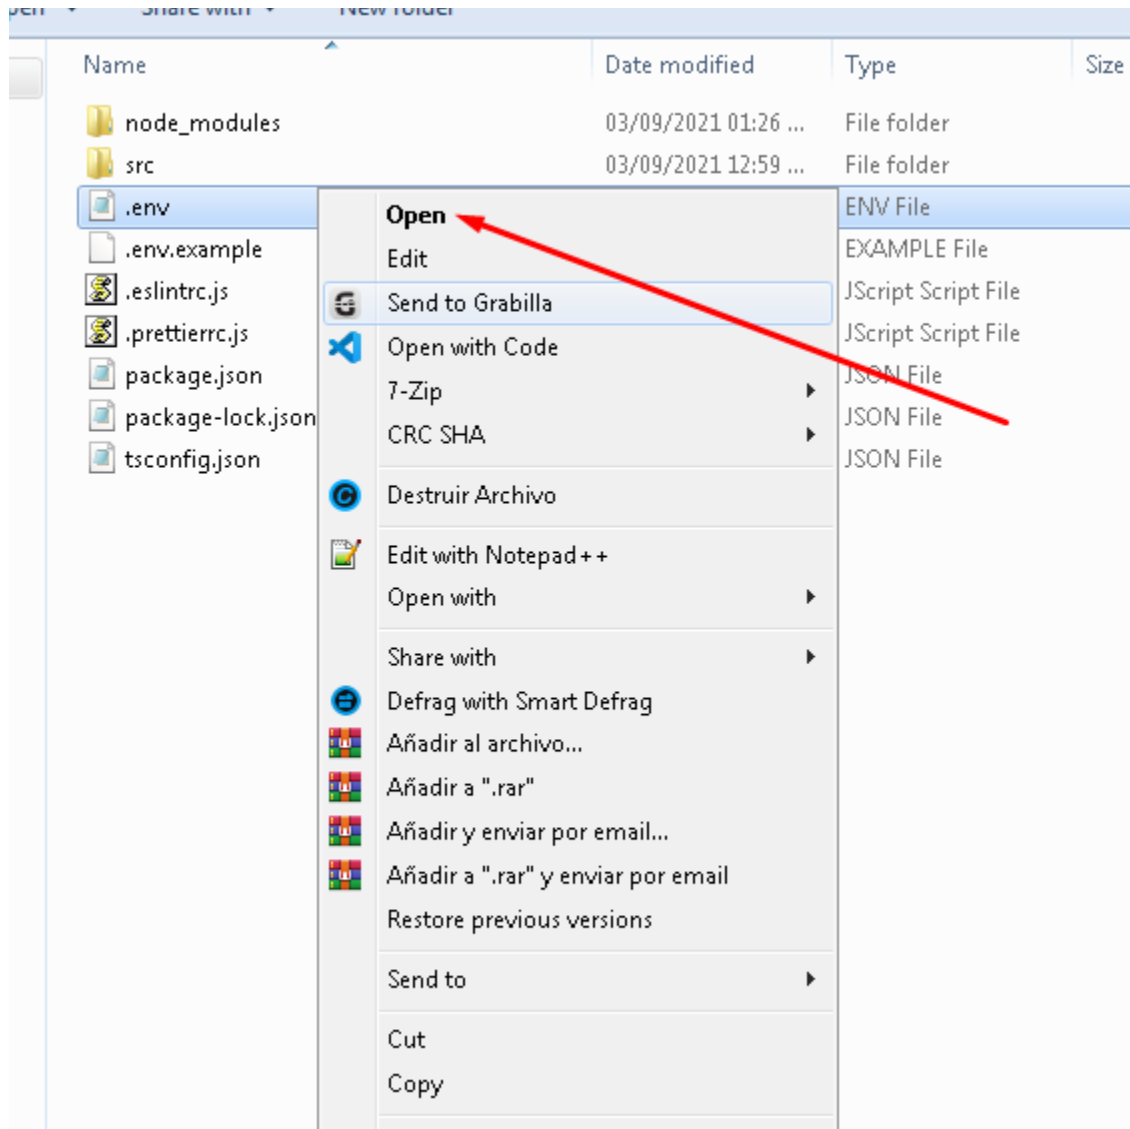 Share with New folder
Name Date modified Type Size
node_modules 03/09/2021 01:26 ... File folder
src 03/09/2021 12:59 ... File folder
.env ENV File
.env.example EXAMPLE File
.eslintrc.js JScript Script File
.prettierrc.js JScript Script File
package.json JSON File
package-lock.json JSON File
tsconfig.json JSON File
Open
Edit
Send to Grabilla
Open with Code
7-Zip
CRC SHA
Destruir Archivo
Edit with Notepad++
Open with
Share with
Defrag with Smart Defrag
Añadir al archivo...
Añadir a ".rar"
Añadir y enviar por email...
Añadir a ".rar" y enviar por email
Restore previous versions
Send to
Cut
Copy